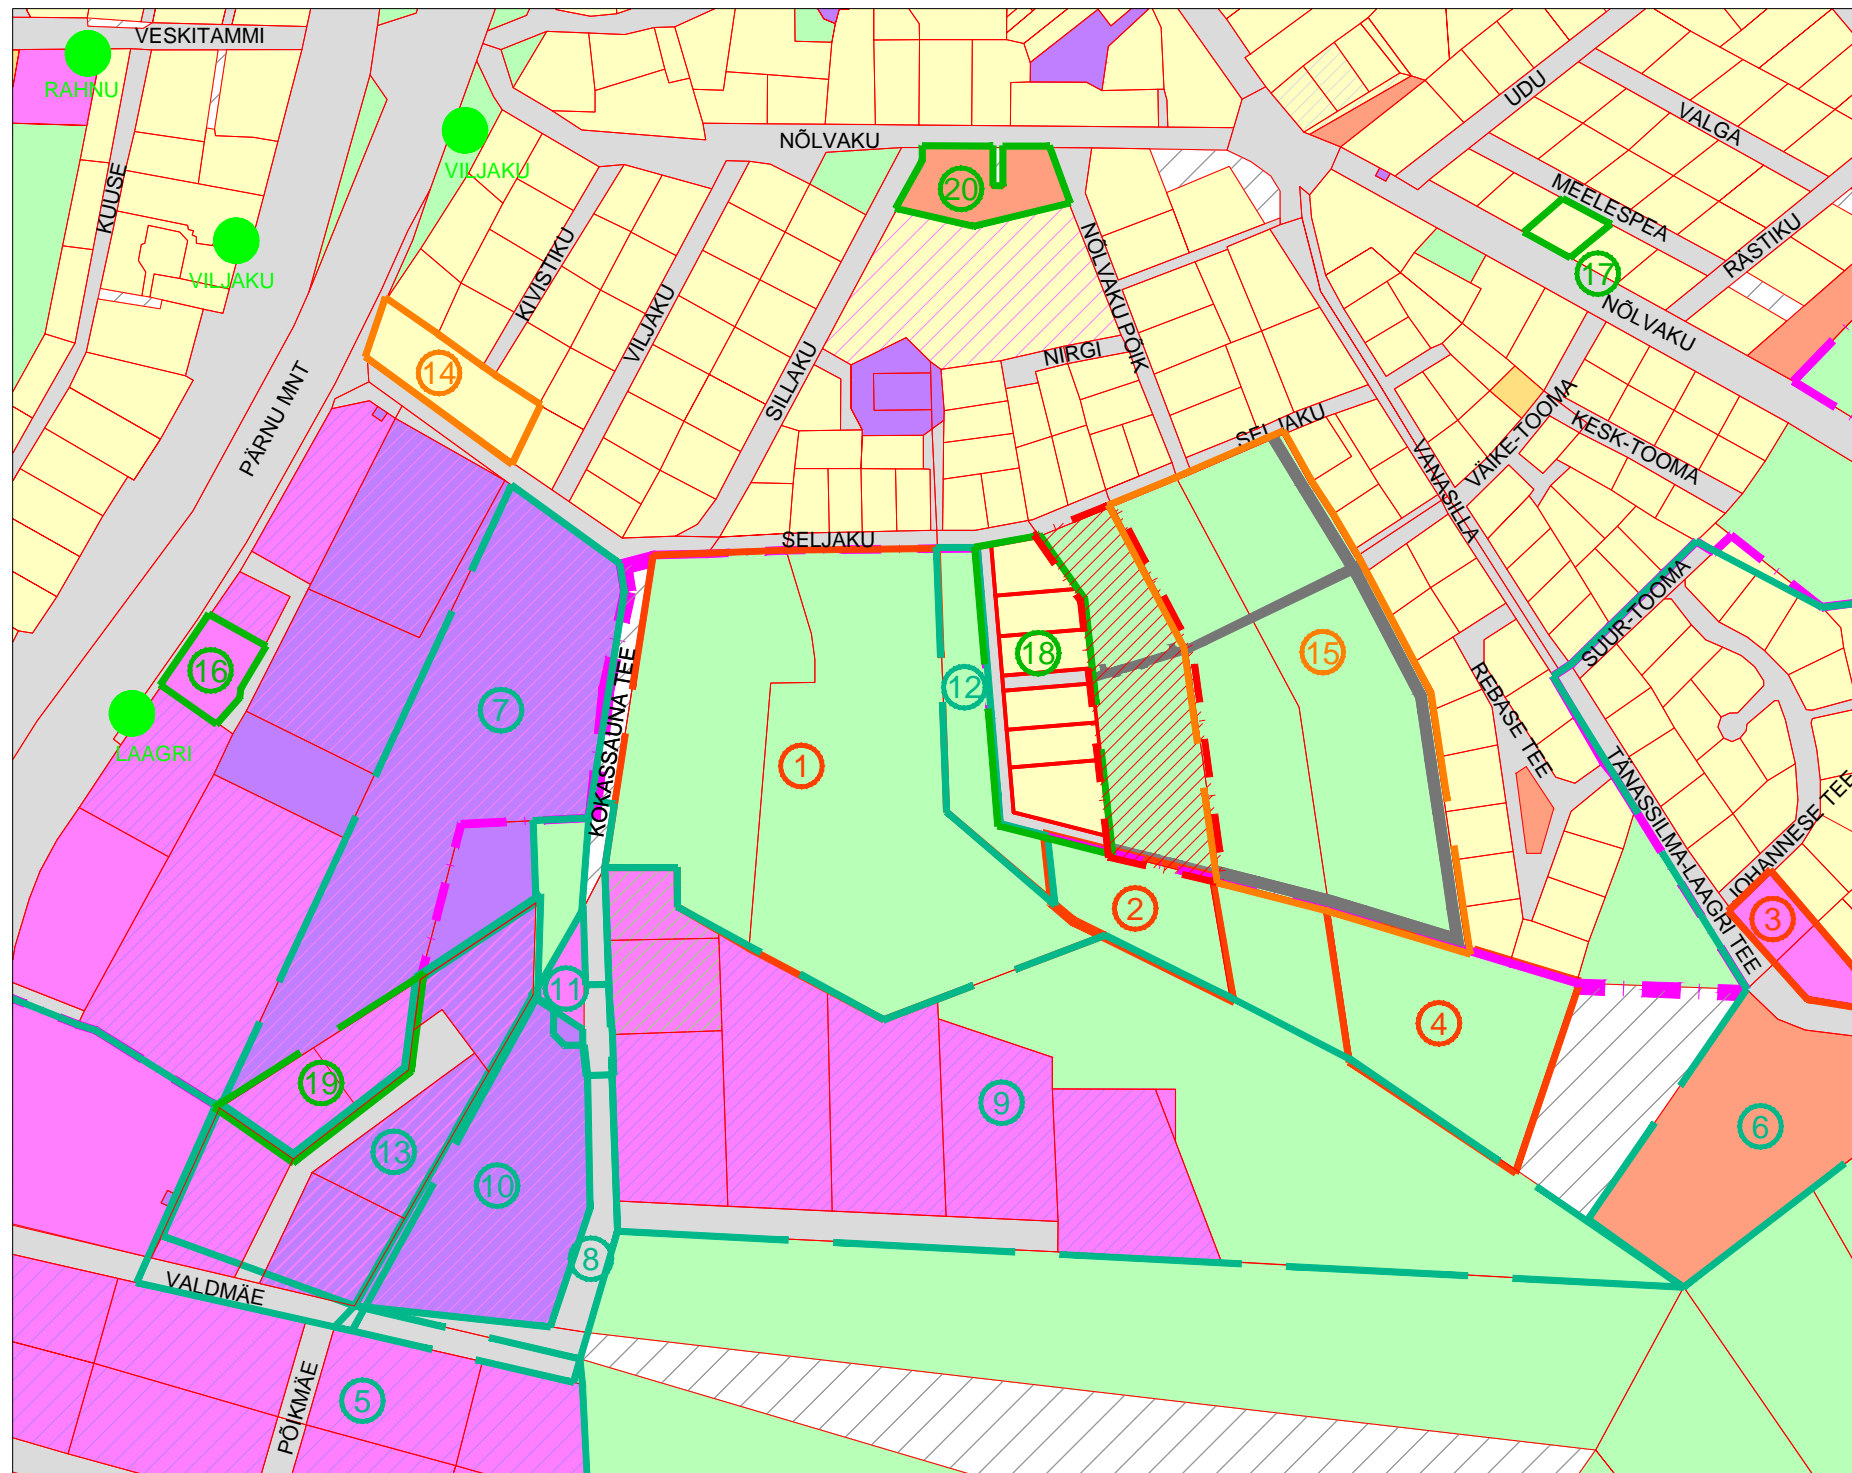 VESKITAMMI
RAHNU
VILJAKU
KUUSE
VILJAKU
NÕLVAKU
20
UDU
VALGA
MEELESPEA
RÄSTIKU
17
NÕLVAKU
KIVISTIKU
VILJAKU
SILLAKU
NÕLVAKU PÕIK
NIRGI
14
PÄRNU MNT
SELJAKU
VANASILLA
VÄIKE-TOOMA
KESK-TOOMA
SELJAKU
SUUR-TOOMA
16
LAAGRI
7
KOKASSAUNA TEE
1
12
18
15
REBASE TEE
TÄNASSILMA-LAAGRI TEE
JOHANNESE TEE
2
3
11
4
19
9
6
13
10
8
VALDMÄE
PÕIKMÄE
5